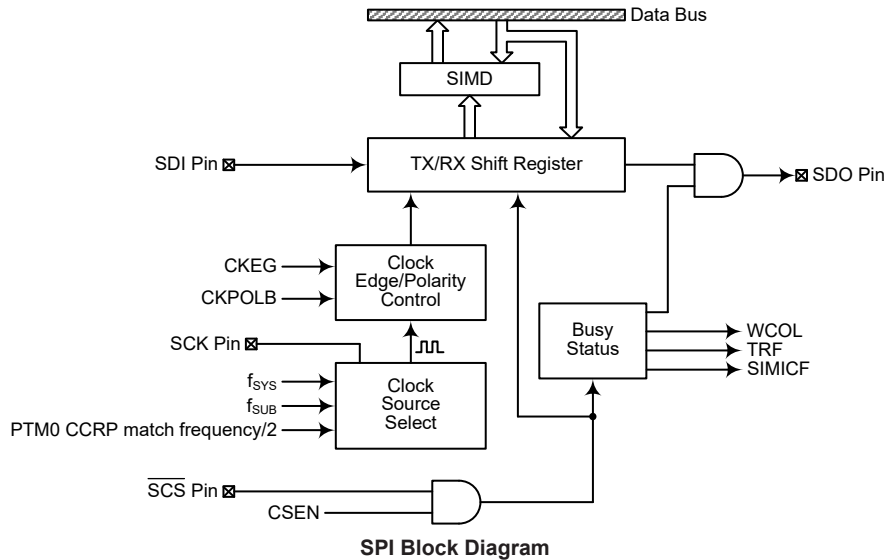 Data Bus
SIMD
SDI Pin
TX/RX Shift Register
SDO Pin
CKEG
CKPOLB
Clock
Edge/Polarity
Control
SCK Pin
Busy
Status
WCOL
TRF
SIMICF
fSYS
fSUB
PTM0 CCRP match frequency/2
Clock
Source
Select
SCS Pin
CSEN
SPI Block Diagram